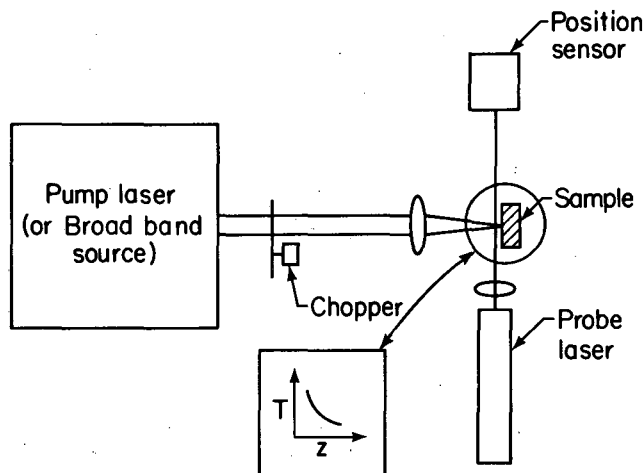 Position
sensor
Pump laser
(or Broad band
source)
Sample
Chopper
Probe
laser
T
z